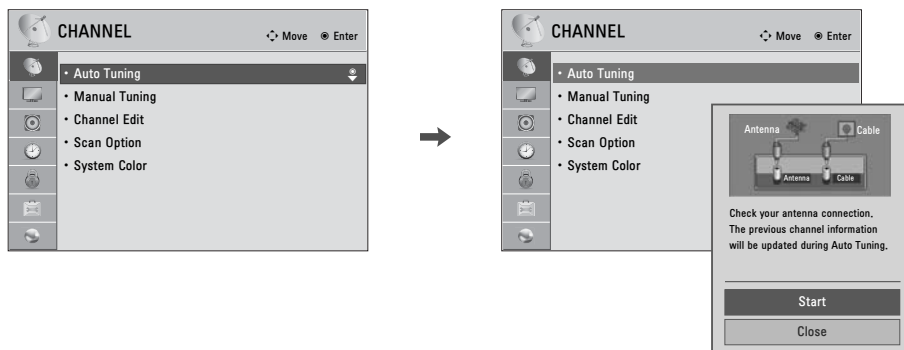 CHANNEL
Move Enter
• Auto Tuning
• Manual Tuning
• Channel Edit
• Scan Option
• System Color
CHANNEL
Move Enter
• Auto Tuning
• Manual Tuning
• Channel Edit
• Scan Option
• System Color
Antenna Cable
Antenna Cable
Check your antenna connection.
The previous channel information
will be updated during Auto Tuning.
Start
Close